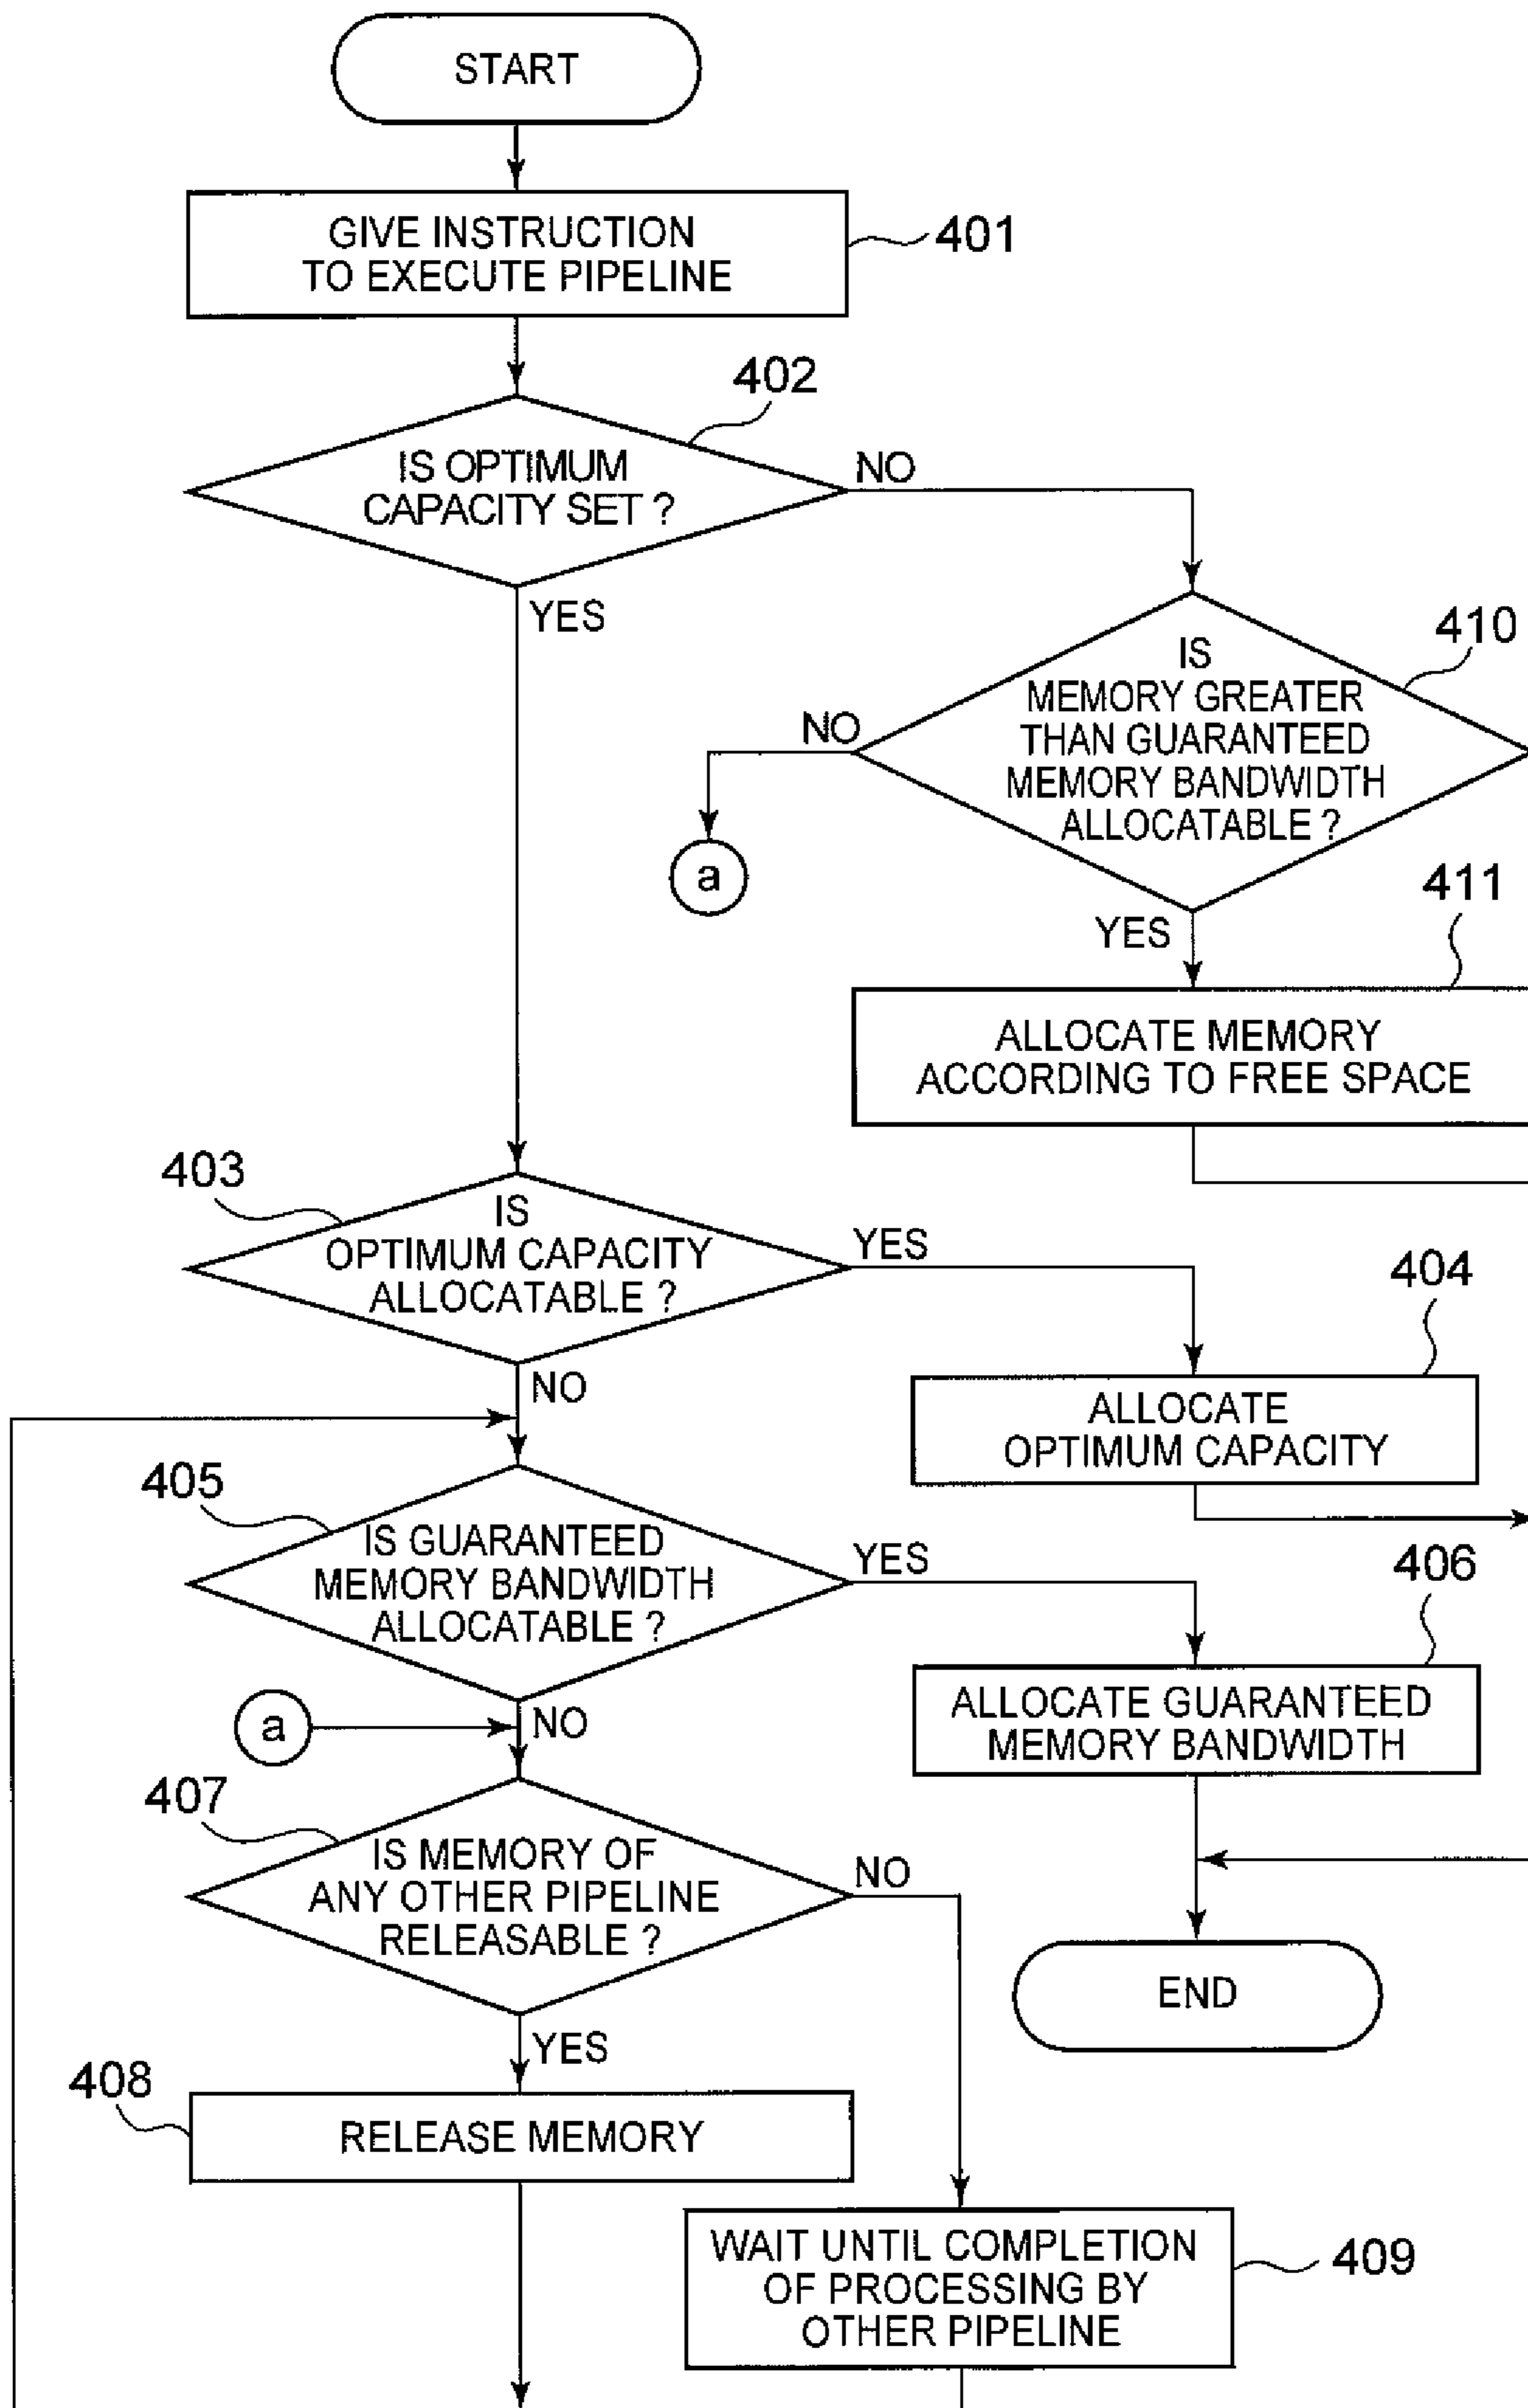 START
GIVE INSTRUCTION
TO EXECUTE PIPELINE
401
402
IS OPTIMUM
CAPACITY SET ?
NO
YES
410
IS
MEMORY GREATER
THAN GUARANTEED
MEMORY BANDWIDTH
ALLOCATABLE ?
NO
a
YES
411
ALLOCATE MEMORY
ACCORDING TO FREE SPACE
403
IS
OPTIMUM CAPACITY
ALLOCATABLE ?
YES
404
NO
ALLOCATE
OPTIMUM CAPACITY
405
IS GUARANTEED
MEMORY BANDWIDTH
ALLOCATABLE ?
YES
406
ALLOCATE GUARANTEED
MEMORY BANDWIDTH
a
NO
407
IS MEMORY OF
ANY OTHER PIPELINE
RELEASABLE ?
NO
END
YES
408
RELEASE MEMORY
WAIT UNTIL COMPLETION
OF PROCESSING BY
OTHER PIPELINE
409